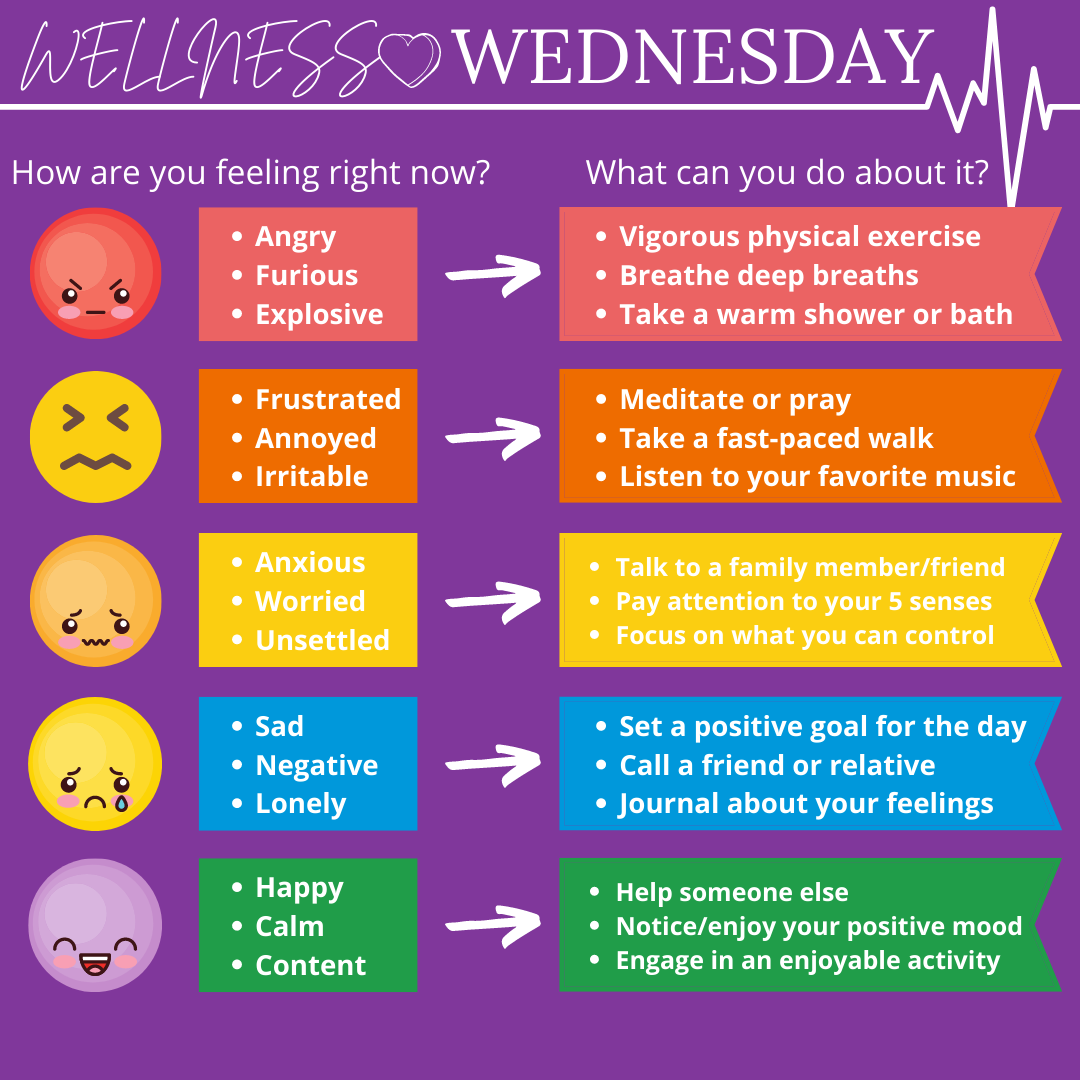 WELLNESS WEDNESDAY
How are you feeling right now?
What can you do about it?
• Angry
• Furious
• Explosive
• Vigorous physical exercise
• Breathe deep breaths
• Take a warm shower or bath
• Frustrated
• Annoyed
• Irritable
• Meditate or pray
• Take a fast-paced walk
• Listen to your favorite music
• Anxious
• Worried
• Unsettled
• Talk to a family member/friend
• Pay attention to your 5 senses
• Focus on what you can control
• Sad
• Negative
• Lonely
• Set a positive goal for the day
• Call a friend or relative
• Journal about your feelings
• Happy
• Calm
• Content
• Help someone else
• Notice/enjoy your positive mood
• Engage in an enjoyable activity